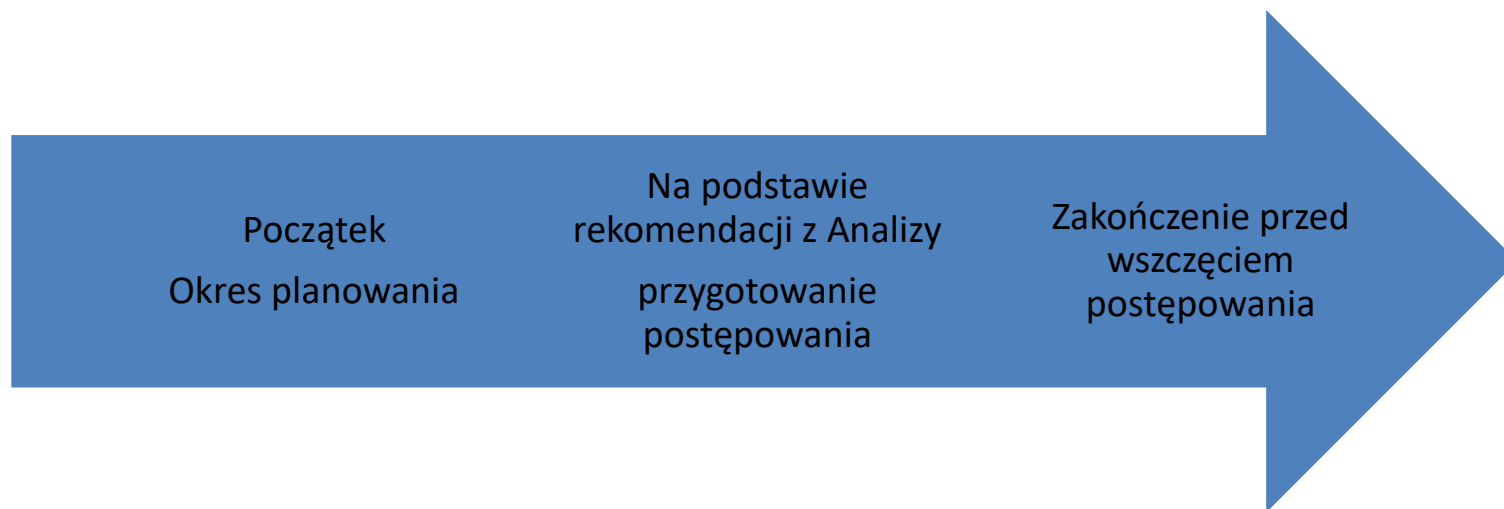 Początek
Okres planowania
Na podstawie
rekomendacji z Analizy
przygotowanie
postępowania
Zakończenie przed
wszczęciem
postępowania